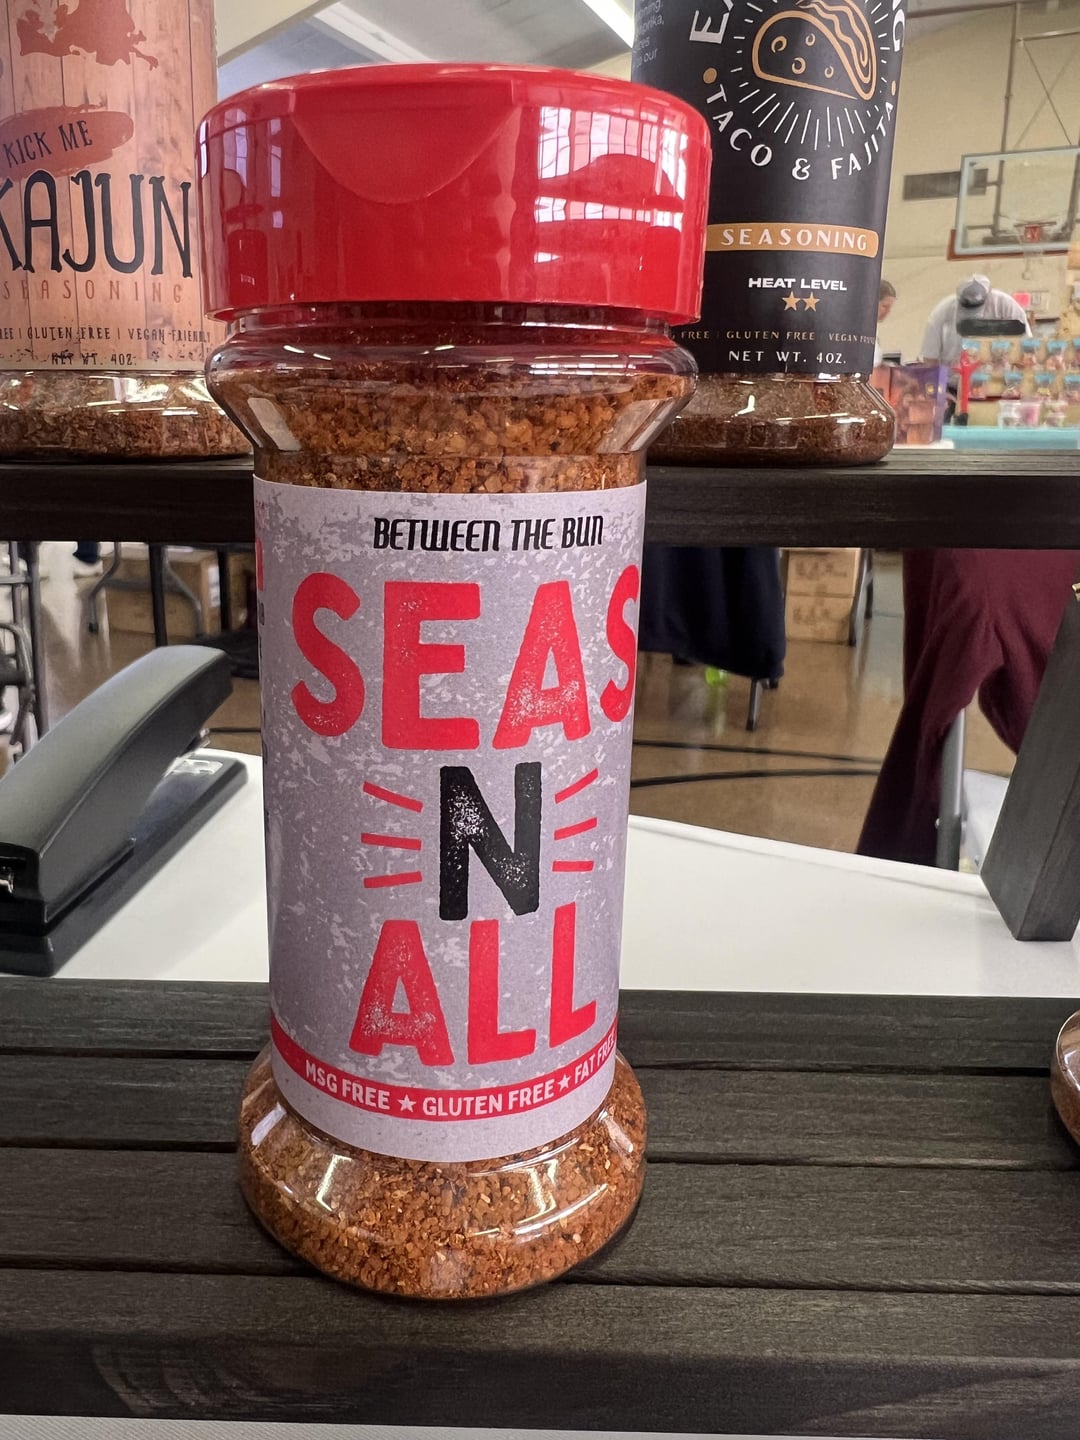 KICK ME
KAJUN
SEASONING
GLUTEN FREE | VEGAN FRIENDLY
NET WT. 4OZ.
TACO & FAJITA
SEASONING
HEAT LEVEL
FREE | GLUTEN FREE | VEGAN
NET WT. 4OZ.
BETWEEN THE BUN
SEAS
N
ALL
MSG FREE ★ GLUTEN FREE ★ FAT FREE